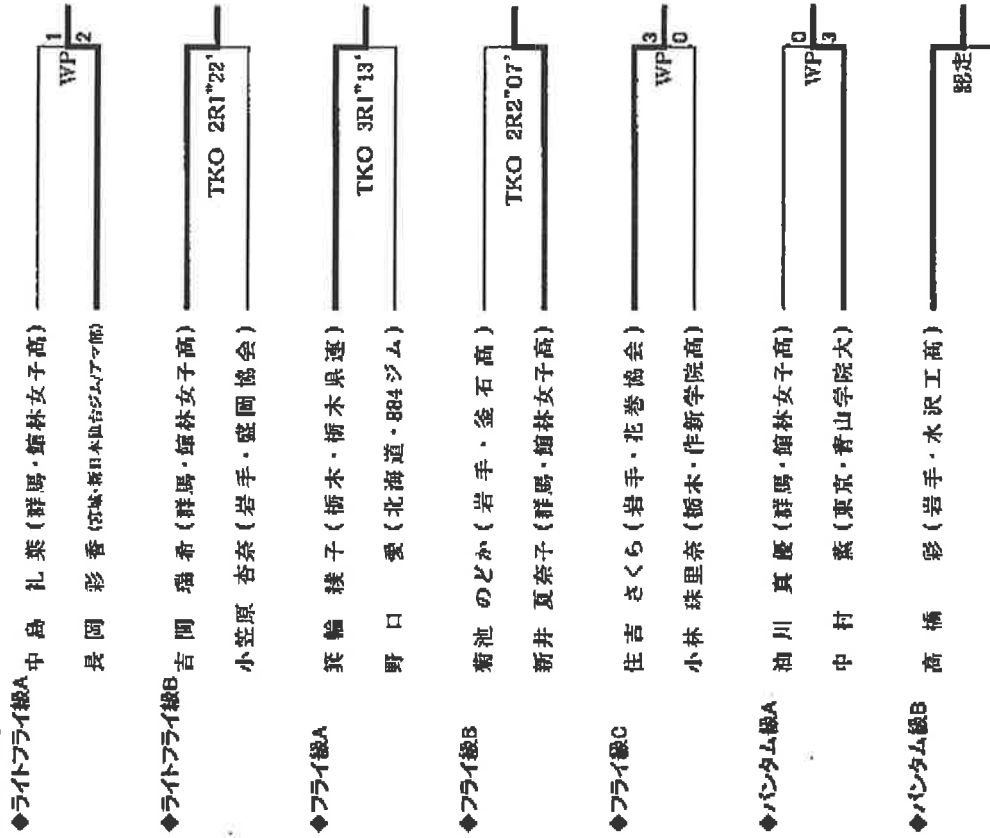 ◆ライトフライ級A
中島 礼葉(群馬・館林女子高) 1
WP
長岡 彩香(宮城・新日本仙台ジム/アマ部) 2
◆ライトフライ級B
吉間 瑞希(群馬・館林女子高)
TKO 2R1"22'
小笠原 杏奈(岩手・盛岡協会)
◆フライ級A
箕輪 綾子(栃木・栃木県連)
TKO 3R1"13'
野口 愛(北海道・884ジム)
◆フライ級B
菊池 のどか(岩手・釜石高)
TKO 2R2"07'
新井 夏奈子(群馬・館林女子高)
◆フライ級C
住吉 さくら(岩手・花巻協会) 3
WP
小林 珠里奈(栃木・作新学院高) 0
◆バンタム級A
細川 真優(群馬・館林女子高) 0
WP
中村 薫(東京・青山学院大) 3
◆バンタム級B
高橋 彩(岩手・水沢工高)
認定